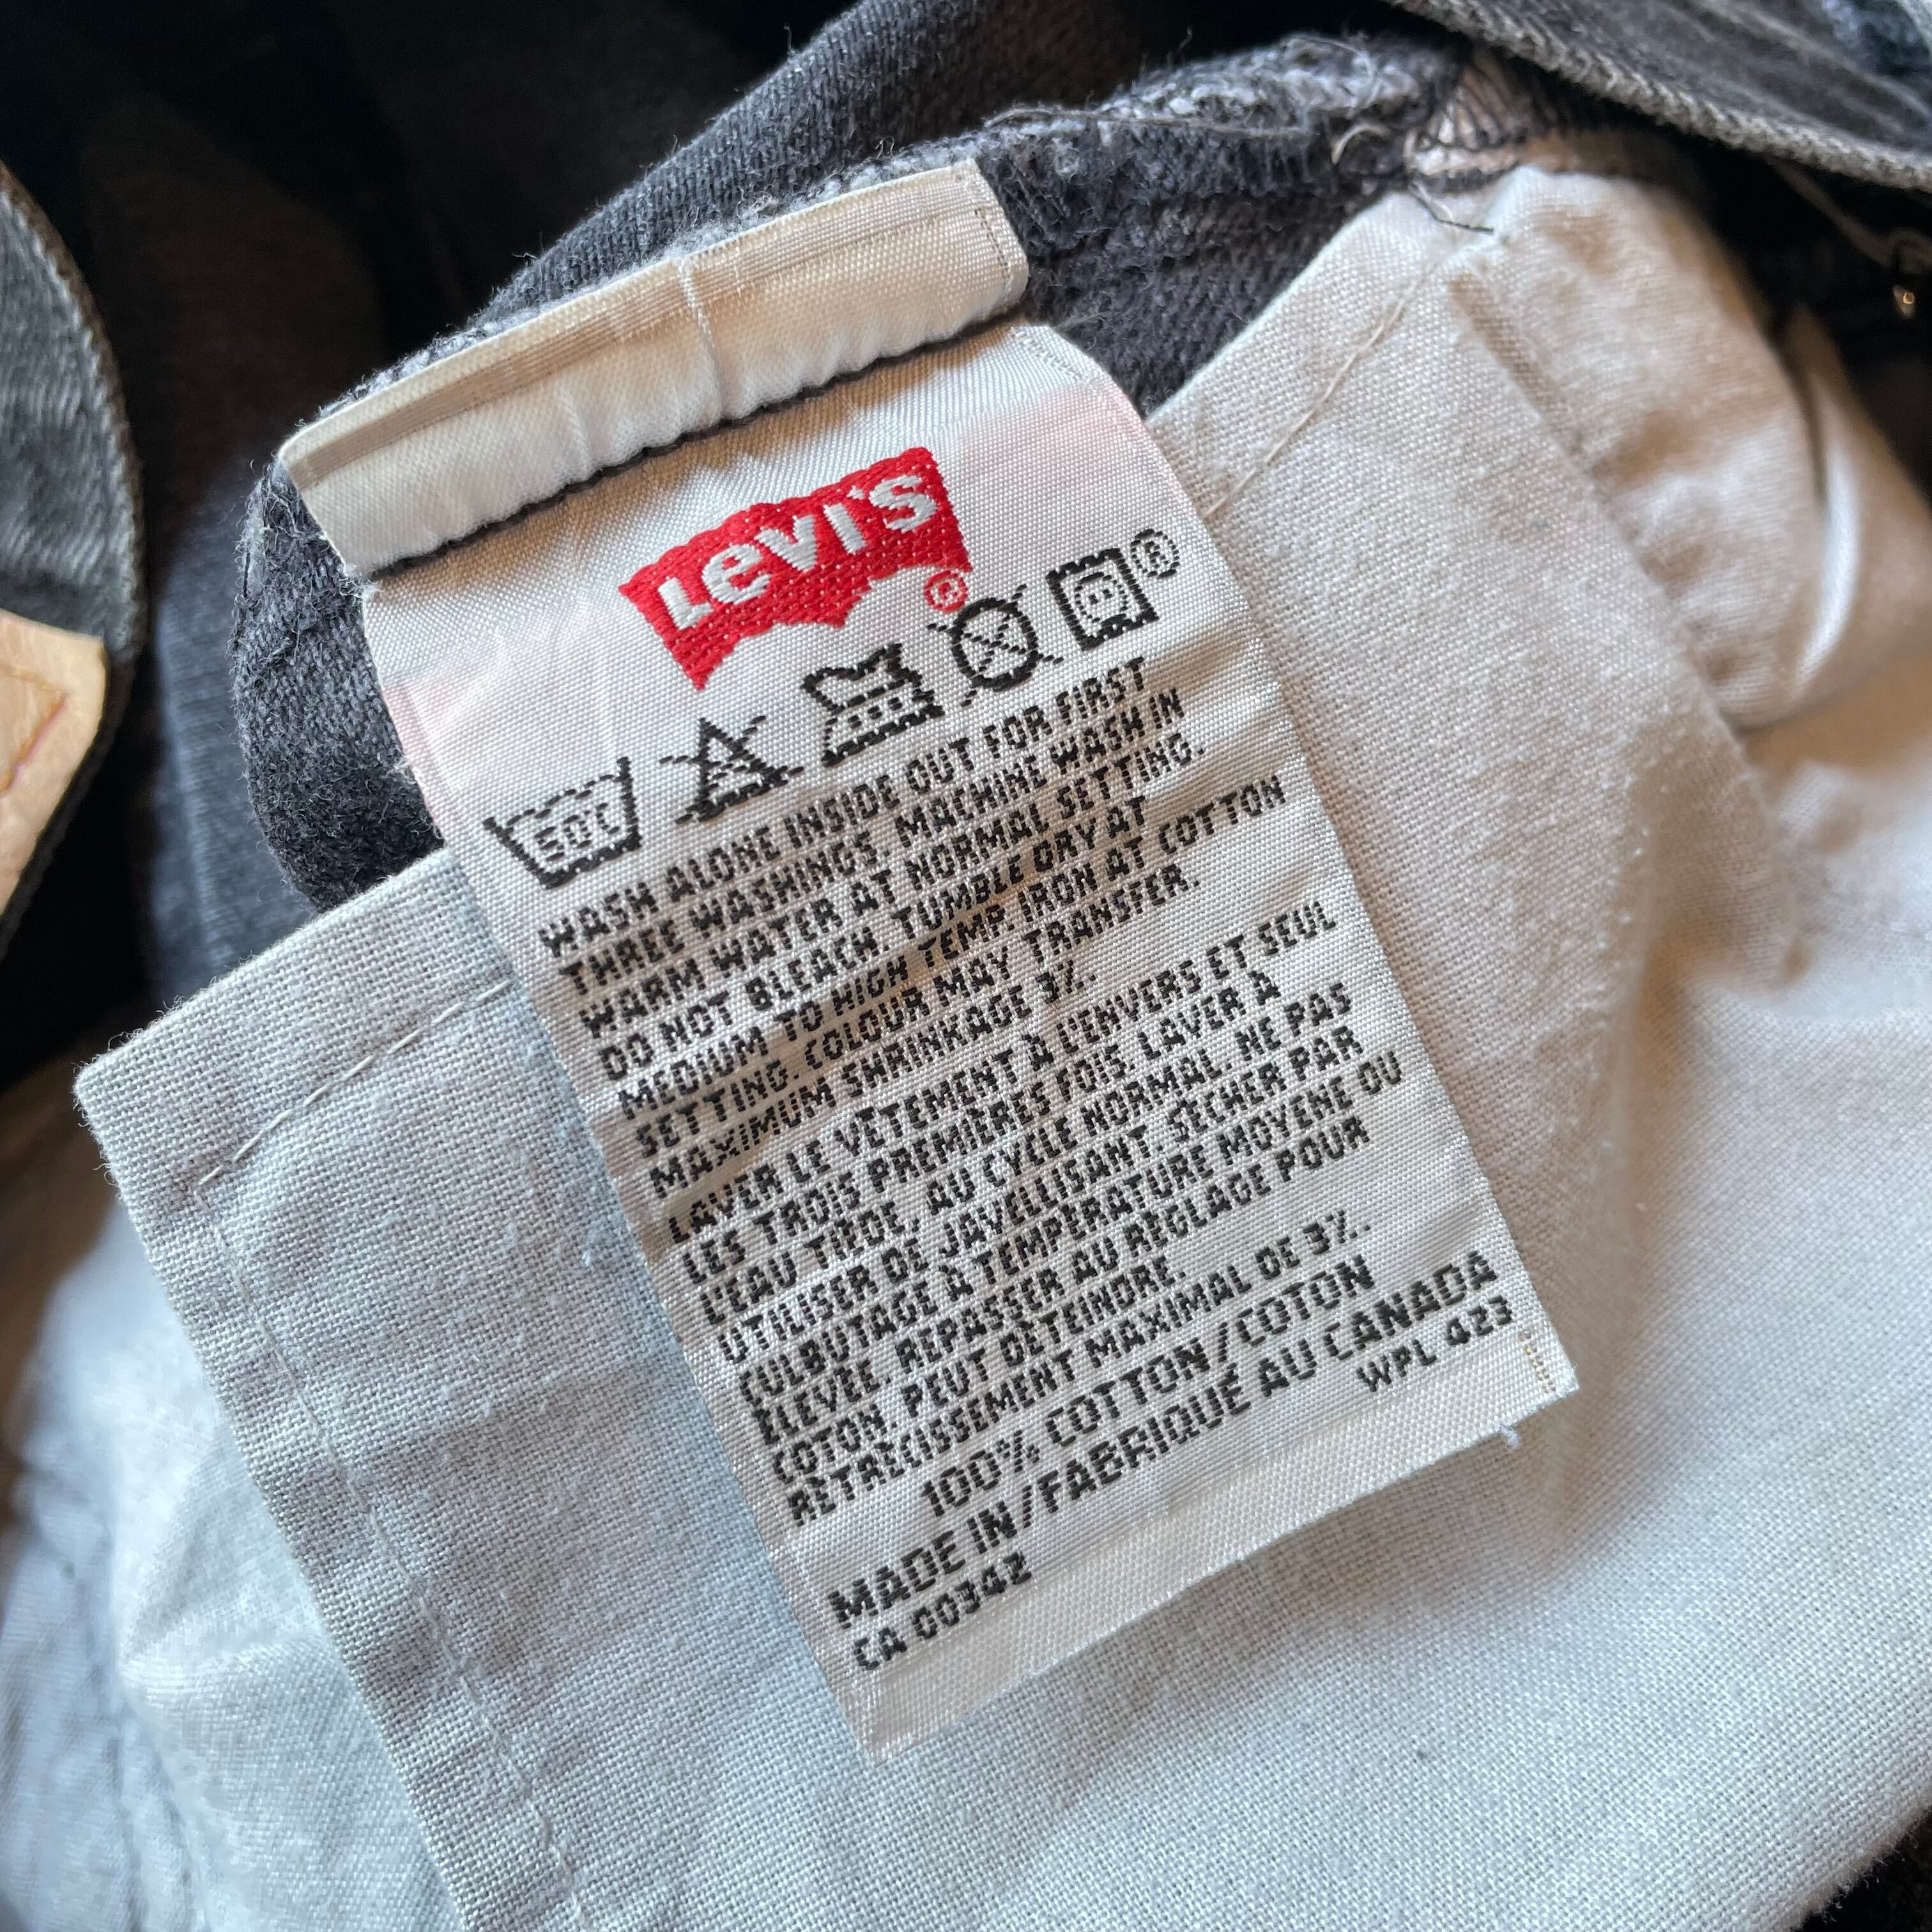 Levi's®
50°C
®
WASH ALONE INSIDE OUT FOR FIRST
THREE WASHINGS. MACHINE WASH IN
WARM WATER AT NORMAL SETTING.
DO NOT BLEACH. TUMBLE DRY AT
MEDIUM TO HIGH TEMP. IRON AT COTTON
SETTING. COLOUR MAY TRANSFER.
MAXIMUM SHRINKAGE 3%.
LAVER LE VÊTEMENT À L'ENVERS ET SEUL
LES TROIS PREMIÈRES FOIS. LAVER À
L'EAU TIÈDE, AU CYCLE NORMAL. NE PAS
UTILISER DE JAVELLISANT. SÉCHER PAR
CULBUTAGE À TEMPÉRATURE MOYENE OU
ÉLEVÉE. REPASSER AU RÉGLAGE POUR
COTON. PEUT DÉTEINDRE.
RÉTRÉCISSEMENT MAXIMAL DE 3%.
100% COTTON/COTON
MADE IN/FABRIQUÉ AU CANADA
CA 00342 WPL 423